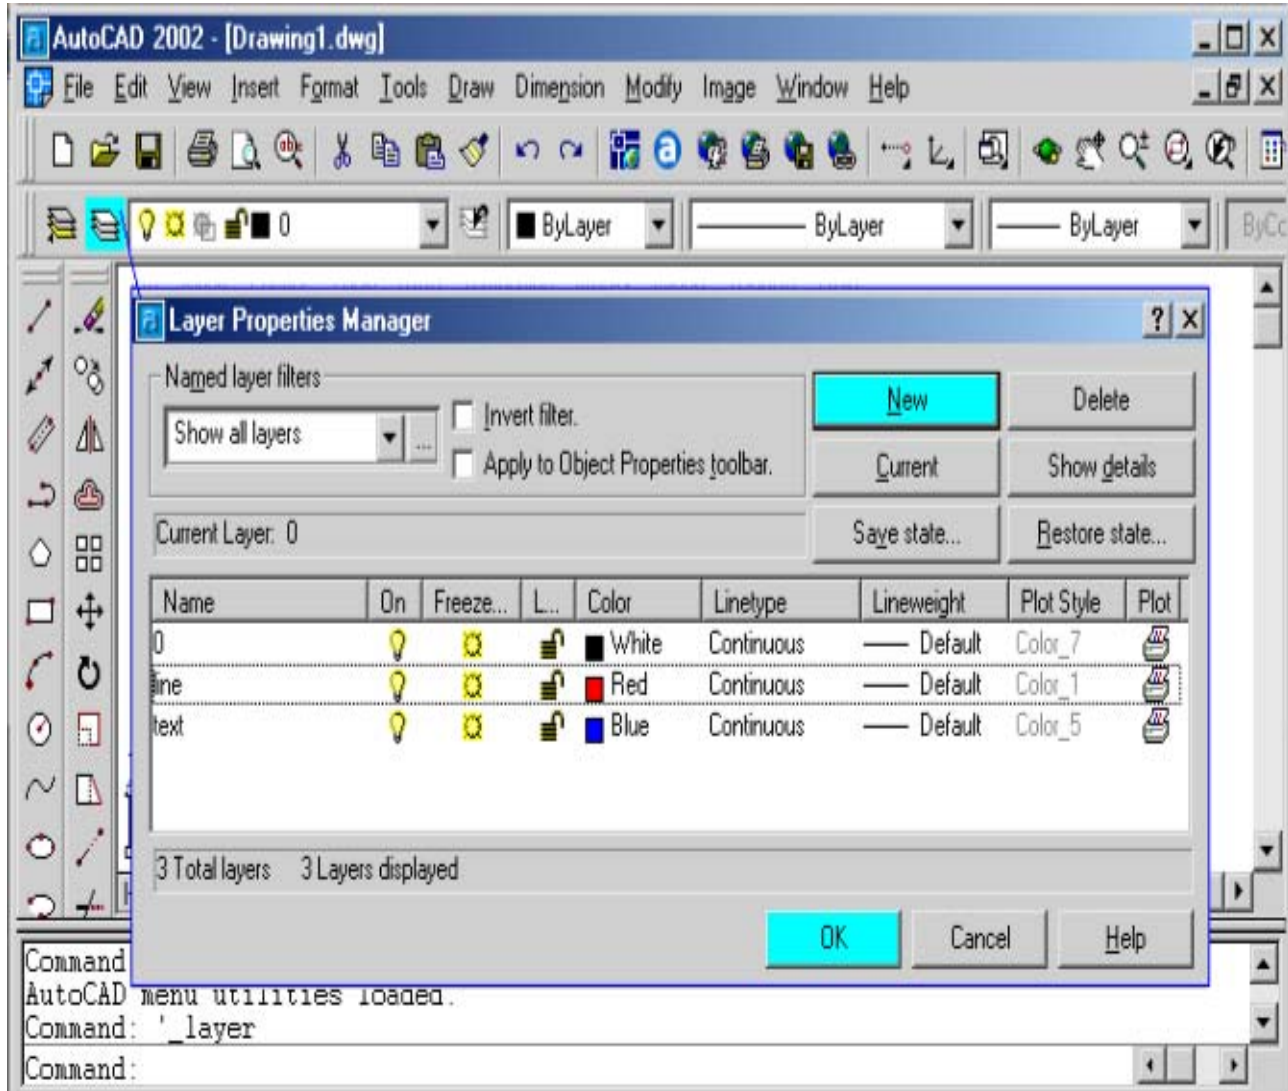 AutoCAD 2002 - [Drawing1.dwg]
File Edit View Insert Format Tools Draw Dimension Modify Image Window Help
0 ByLayer ByLayer ByLayer
Layer Properties Manager
Named layer filters
Show all layers
...
Invert filter.
Apply to Object Properties toolbar.
New Delete
Current Show details
Current Layer: 0
Save state... Restore state...
Name On Freeze... L... Color Linetype Lineweight Plot Style Plot
0 White Continuous Default Color_7
line Red Continuous Default Color_1
text Blue Continuous Default Color_5
3 Total layers 3 Layers displayed
OK Cancel Help
Command
AutoCAD menu utilities loaded.
Command: '_layer
Command: